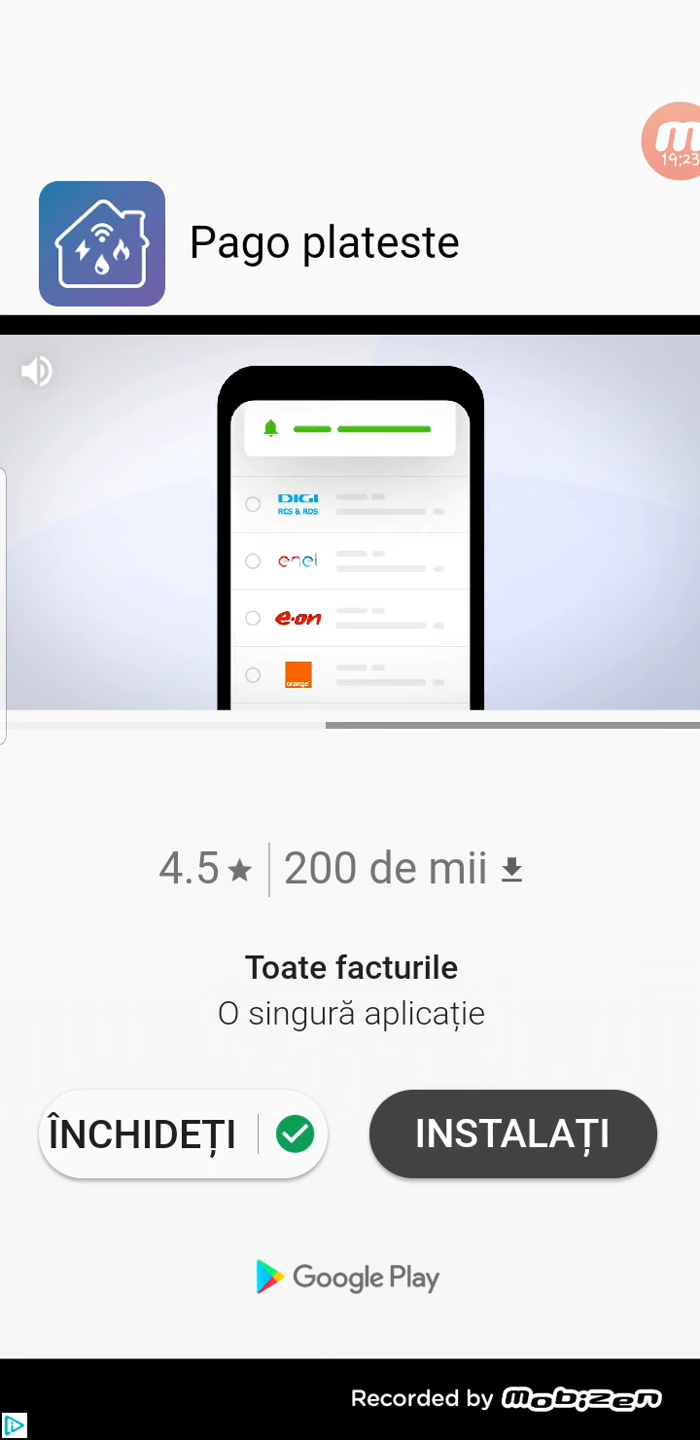 19:23
Pago plateste
DIGI
RCS & RDS
enel
e·on
orange
4.5 ★ | 200 de mii
Toate facturile
O singură aplicație
ÎNCHIDEȚI
INSTALAȚI
Google Play
Recorded by mobizen